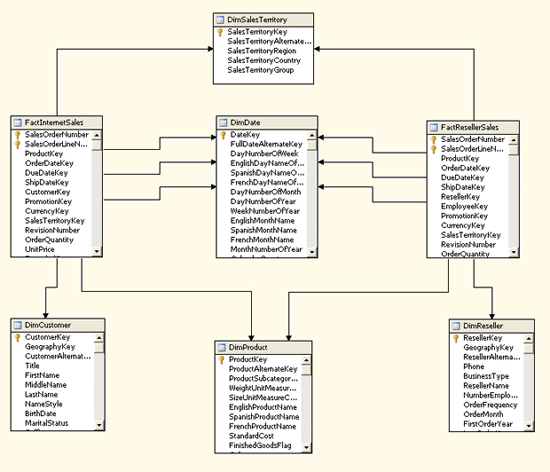 DimSalesTerritory
SalesTerritoryKey
SalesTerritoryAlternate...
SalesTerritoryRegion
SalesTerritoryCountry
SalesTerritoryGroup
FactInternetSales
SalesOrderNumber
SalesOrderLineN...
ProductKey
OrderDateKey
DueDateKey
ShipDateKey
CustomerKey
PromotionKey
CurrencyKey
SalesTerritoryKey
RevisionNumber
OrderQuantity
UnitPrice
DimDate
DateKey
FullDateAlternateKey
DayNumberOfWeek
EnglishDayNameOf...
SpanishDayNameO...
FrenchDayNameOf...
DayNumberOfMonth
DayNumberOfYear
WeekNumberOfYear
EnglishMonthName
SpanishMonthName
FrenchMonthName
MonthNumberOfYear
FactResellerSales
SalesOrderNumber
SalesOrderLineN...
ProductKey
OrderDateKey
DueDateKey
ShipDateKey
ResellerKey
EmployeeKey
PromotionKey
CurrencyKey
SalesTerritoryKey
RevisionNumber
OrderQuantity
DimCustomer
CustomerKey
GeographyKey
CustomerAlternat...
Title
FirstName
MiddleName
LastName
NameStyle
BirthDate
MaritalStatus
DimProduct
ProductKey
ProductAlternateKey
ProductSubcategor...
WeightUnitMeasur...
SizeUnitMeasureC...
EnglishProductName
SpanishProductName
FrenchProductName
StandardCost
FinishedGoodsFlag
DimReseller
ResellerKey
GeographyKey
ResellerAlterna...
Phone
BusinessType
ResellerName
NumberEmplo...
OrderFrequency
OrderMonth
FirstOrderYear